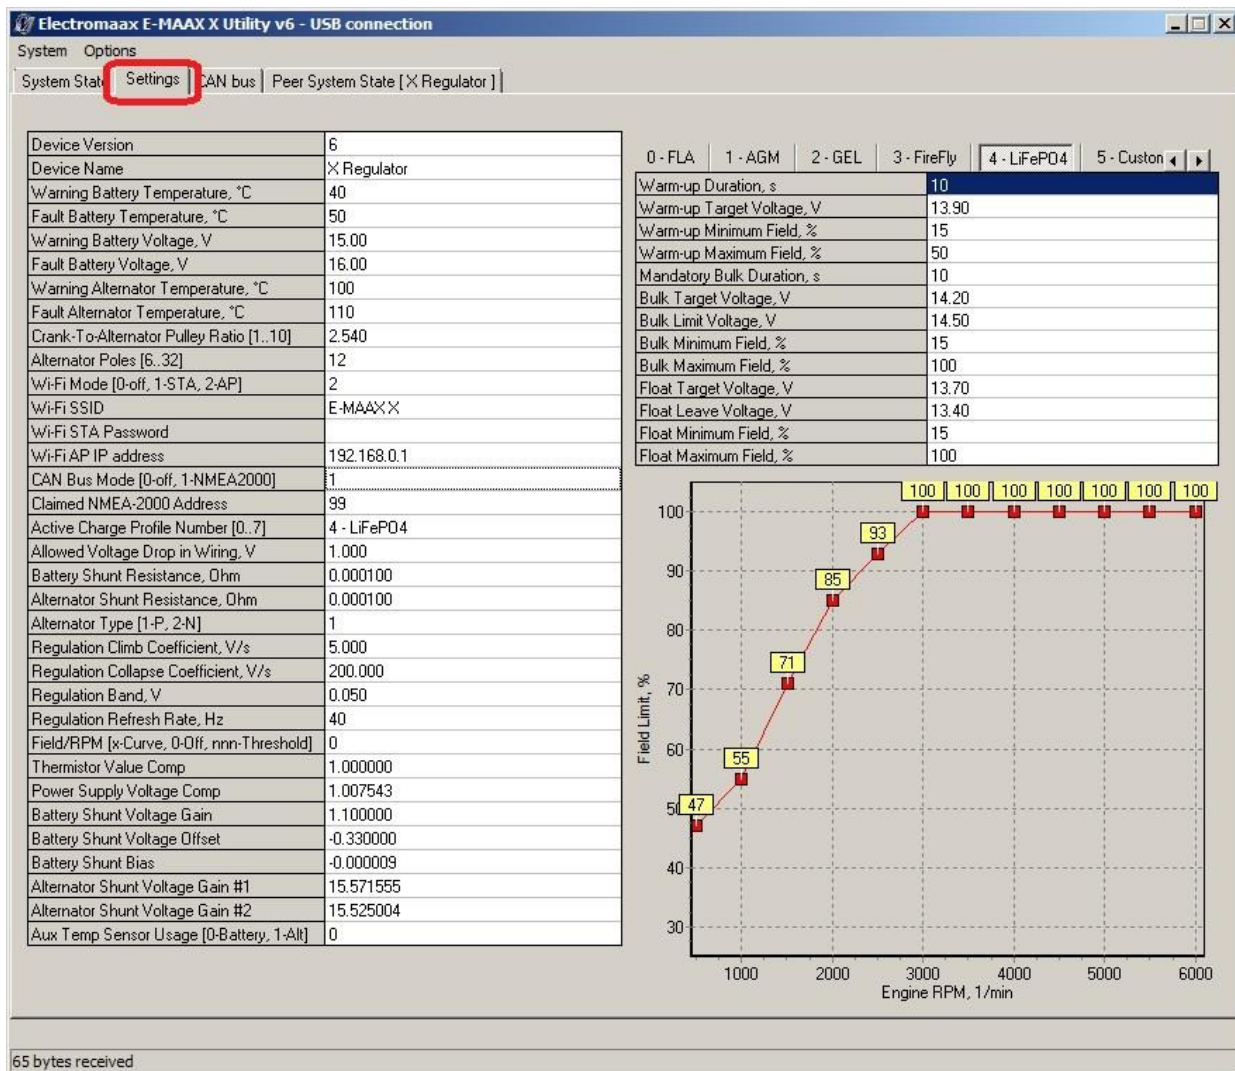 Electromaax E-MAAX X Utility v6 - USB connection
System Options
System State Settings CAN bus Peer System State [ X Regulator ]
Device Version 6
Device Name X Regulator
Warning Battery Temperature, °C 40
Fault Battery Temperature, °C 50
Warning Battery Voltage, V 15.00
Fault Battery Voltage, V 16.00
Warning Alternator Temperature, °C 100
Fault Alternator Temperature, °C 110
Crank-To-Alternator Pulley Ratio [1..10] 2.540
Alternator Poles [6..32] 12
Wi-Fi Mode [0-off, 1-STA, 2-AP] 2
Wi-Fi SSID E-MAAX X
Wi-Fi STA Password
Wi-Fi AP IP address 192.168.0.1
CAN Bus Mode [0-off, 1-NMEA2000] 1
Claimed NMEA-2000 Address 99
Active Charge Profile Number [0..7] 4 - LiFePO4
Allowed Voltage Drop in Wiring, V 1.000
Battery Shunt Resistance, Ohm 0.000100
Alternator Shunt Resistance, Ohm 0.000100
Alternator Type [1-P, 2-N] 1
Regulation Climb Coefficient, V/s 5.000
Regulation Collapse Coefficient, V/s 200.000
Regulation Band, V 0.050
Regulation Refresh Rate, Hz 40
Field/RPM [x-Curve, 0-Off, nnn-Threshold] 0
Thermistor Value Comp 1.000000
Power Supply Voltage Comp 1.007543
Battery Shunt Voltage Gain 1.100000
Battery Shunt Voltage Offset -0.330000
Battery Shunt Bias -0.000009
Alternator Shunt Voltage Gain #1 15.571555
Alternator Shunt Voltage Gain #2 15.525004
Aux Temp Sensor Usage [0-Battery, 1-Alt] 0
0 - FLA 1 - AGM 2 - GEL 3 - FireFly 4 - LiFePO4 5 - Custon
Warm-up Duration, s 10
Warm-up Target Voltage, V 13.90
Warm-up Minimum Field, % 15
Warm-up Maximum Field, % 50
Mandatory Bulk Duration, s 10
Bulk Target Voltage, V 14.20
Bulk Limit Voltage, V 14.50
Bulk Minimum Field, % 15
Bulk Maximum Field, % 100
Float Target Voltage, V 13.70
Float Leave Voltage, V 13.40
Float Minimum Field, % 15
Float Maximum Field, % 100
100 100 100 100 100 100 100
100
93
90
85
80
71
70
Field Limit, %
60
55
50 47
40
30
1000 2000 3000 4000 5000 6000
Engine RPM, 1/min
65 bytes received